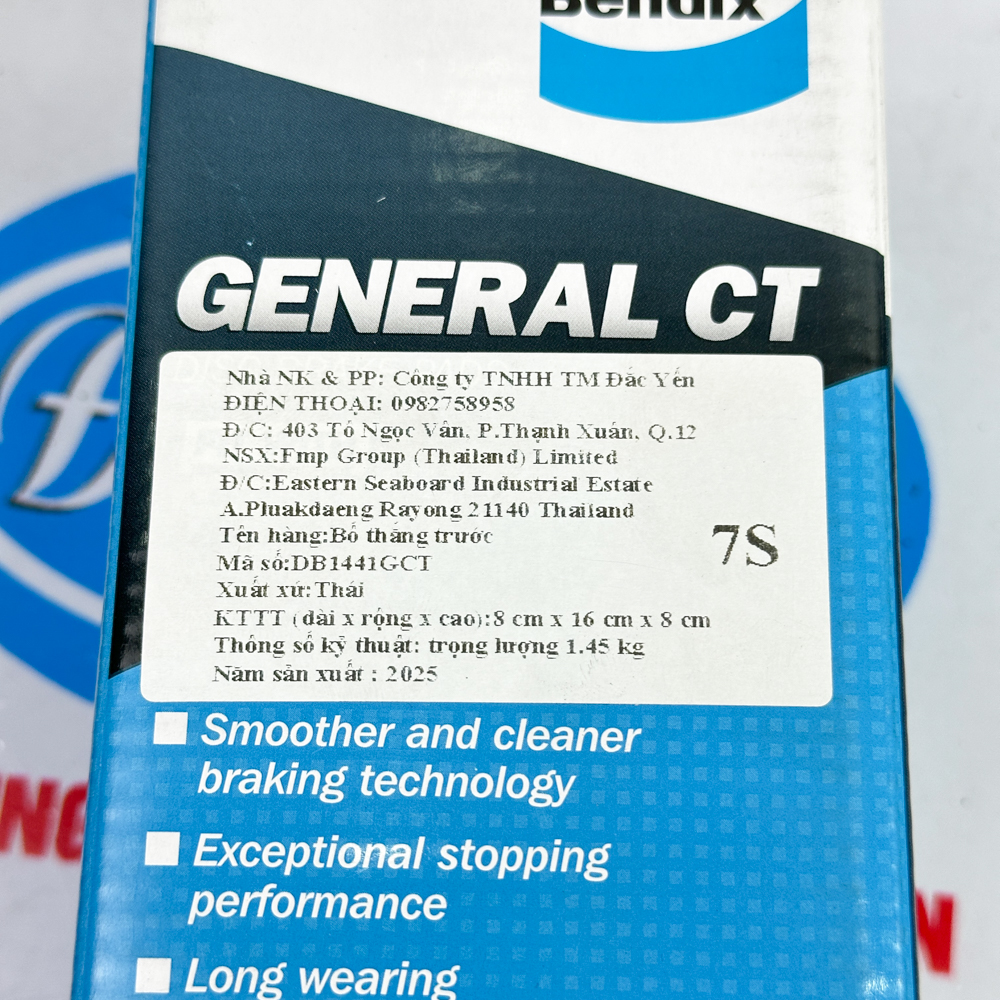 Bendix
GENERAL CT
Nhà NK & PP: Công ty TNHH TM Đắc Yến
ĐIỆN THOẠI: 0982758958
Đ/C: 403 Tô Ngọc Vân, P.Thạnh Xuân, Q.12
NSX:Fmp Group (Thailand) Limited
Đ/C:Eastern Seaboard Industrial Estate
A.Pluakdaeng Rayong 21140 Thailand
Tên hàng:Bố thắng trước
7S
Mã số:DB1441GCT
Xuất xứ: Thái
KTTT (dài x rộng x cao):8 cm x 16 cm x 8 cm
Thông số kỹ thuật: trọng lượng 1.45 kg
Năm sản xuất : 2025
Smoother and cleaner
braking technology
Exceptional stopping
performance
Long wearing